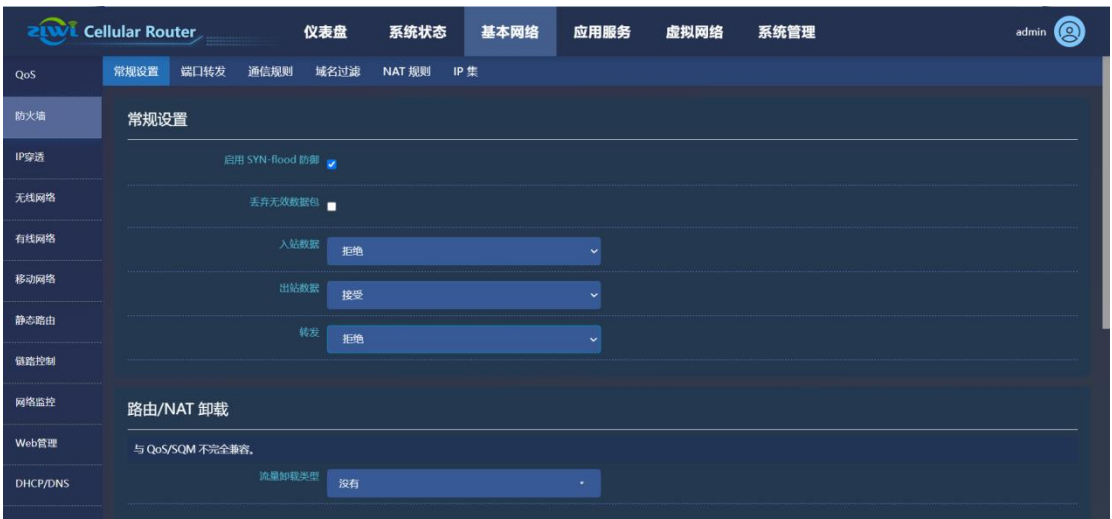 ZLWL Cellular Router 仪表盘 系统状态 基本网络 应用服务 虚拟网络 系统管理 admin
QoS
防火墙
IP穿透
无线网络
有线网络
移动网络
静态路由
链路控制
网络监控
Web管理
DHCP/DNS
常规设置 端口转发 通信规则 域名过滤 NAT 规则 IP 集
常规设置
启用 SYN-flood 防御
丢弃无效数据包
入站数据 拒绝
出站数据 接受
转发 拒绝
路由/NAT 卸载
与 QoS/SQM 不完全兼容。
流量卸载类型 没有